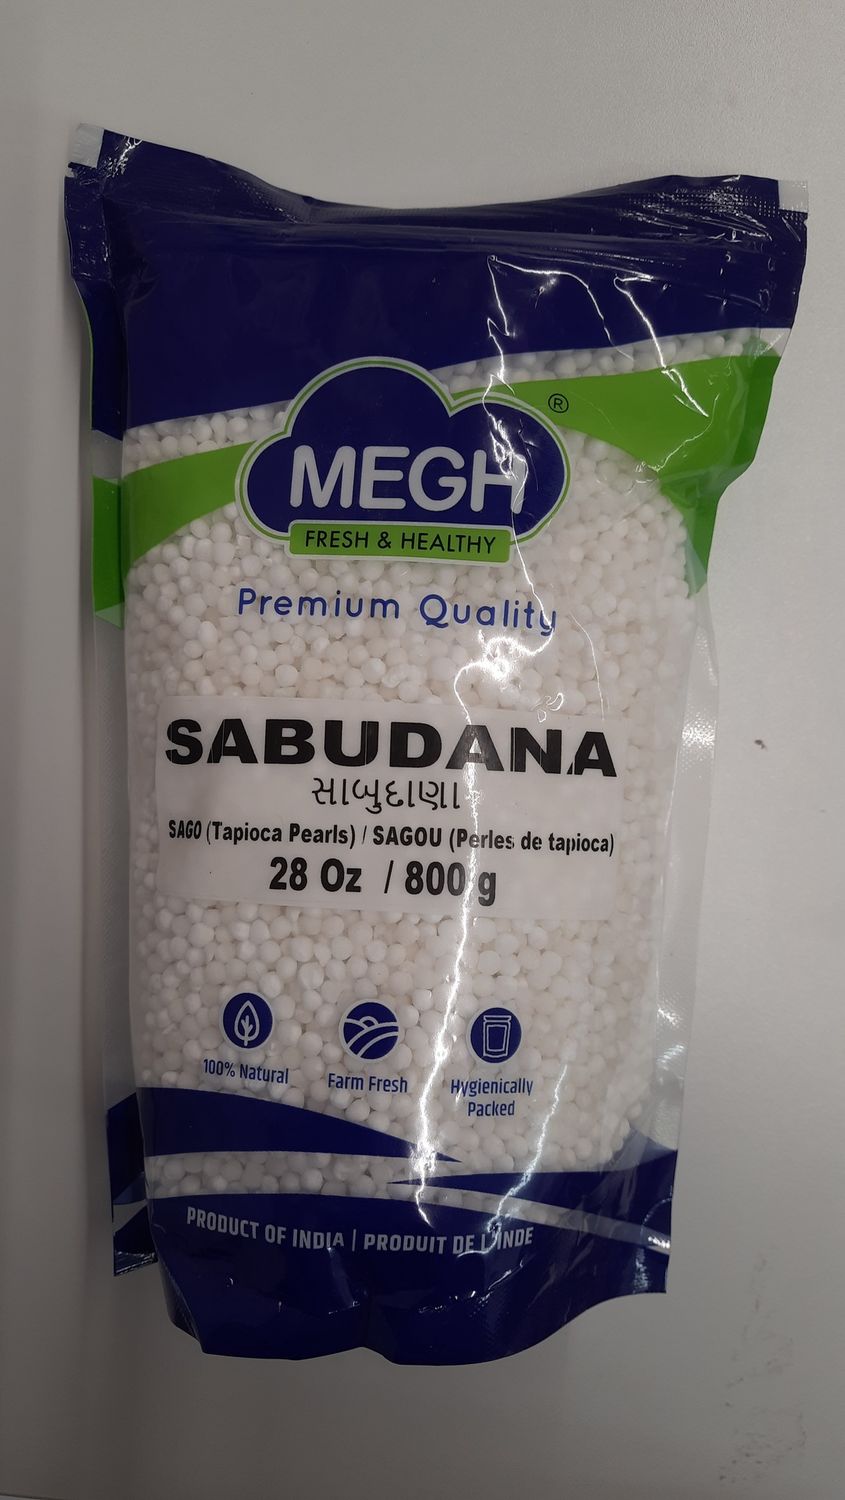 MEGH
®
FRESH & HEALTHY
Premium Quality
SABUDANA
સાબુદાણા
SAGO (Tapioca Pearls) / SAGOU (Perles de tapioca)
28 Oz / 800 g
100% Natural
Farm Fresh
Hygienically
Packed
PRODUCT OF INDIA | PRODUIT DE L'INDE